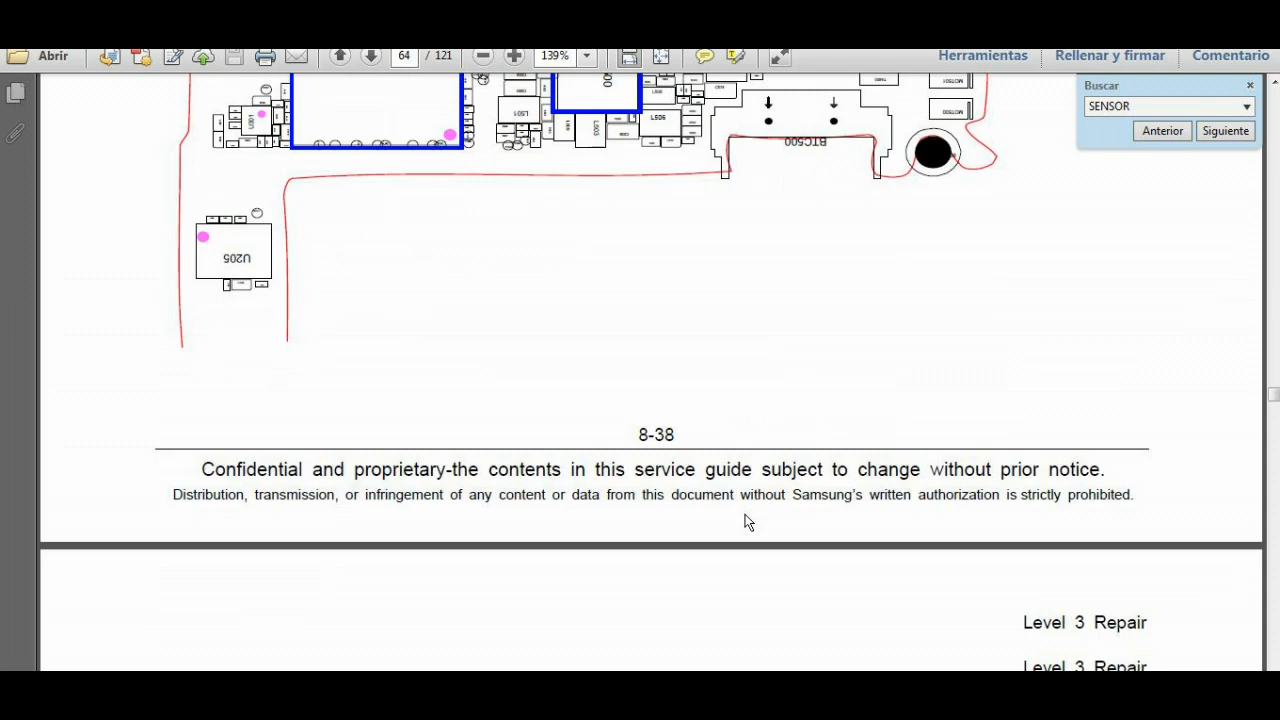 Abrir 64 / 121 139% Herramientas Rellenar y firmar Comentario
Buscar
SENSOR
Anterior Siguiente
BTC500
U205
8-38
Confidential and proprietary-the contents in this service guide subject to change without prior notice.
Distribution, transmission, or infringement of any content or data from this document without Samsung's written authorization is strictly prohibited.
Level 3 Repair
Level 3 Repair